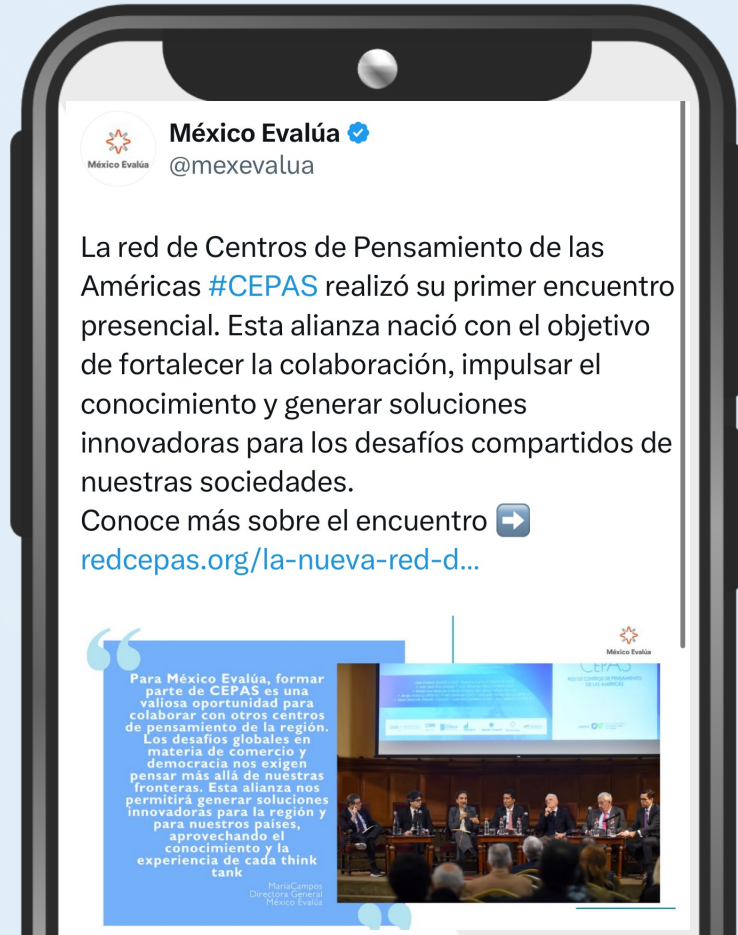 México Evalúa
México Evalúa
@mexevalua
La red de Centros de Pensamiento de las
Américas #CEPAS realizó su primer encuentro
presencial. Esta alianza nació con el objetivo
de fortalecer la colaboración, impulsar el
conocimiento y generar soluciones
innovadoras para los desafíos compartidos de
nuestras sociedades.
Conoce más sobre el encuentro ➡️
redcepas.org/la-nueva-red-d...
México Evalúa
“
Para México Evalúa, formar
parte de CEPAS es una
valiosa oportunidad para
colaborar con otros centros
de pensamiento de la región.
Los desafíos globales en
materia de comercio y
democracia nos exigen
pensar más allá de nuestras
fronteras. Esta alianza nos
permitirá generar soluciones
innovadoras para la región y
para nuestros países,
aprovechando el
conocimiento y la
experiencia de cada think
tank
”
MariaCampos
Directora General
México Evalúa
CEPAS
RED DE CENTROS DE PENSAMIENTO
DE LAS AMÉRICAS